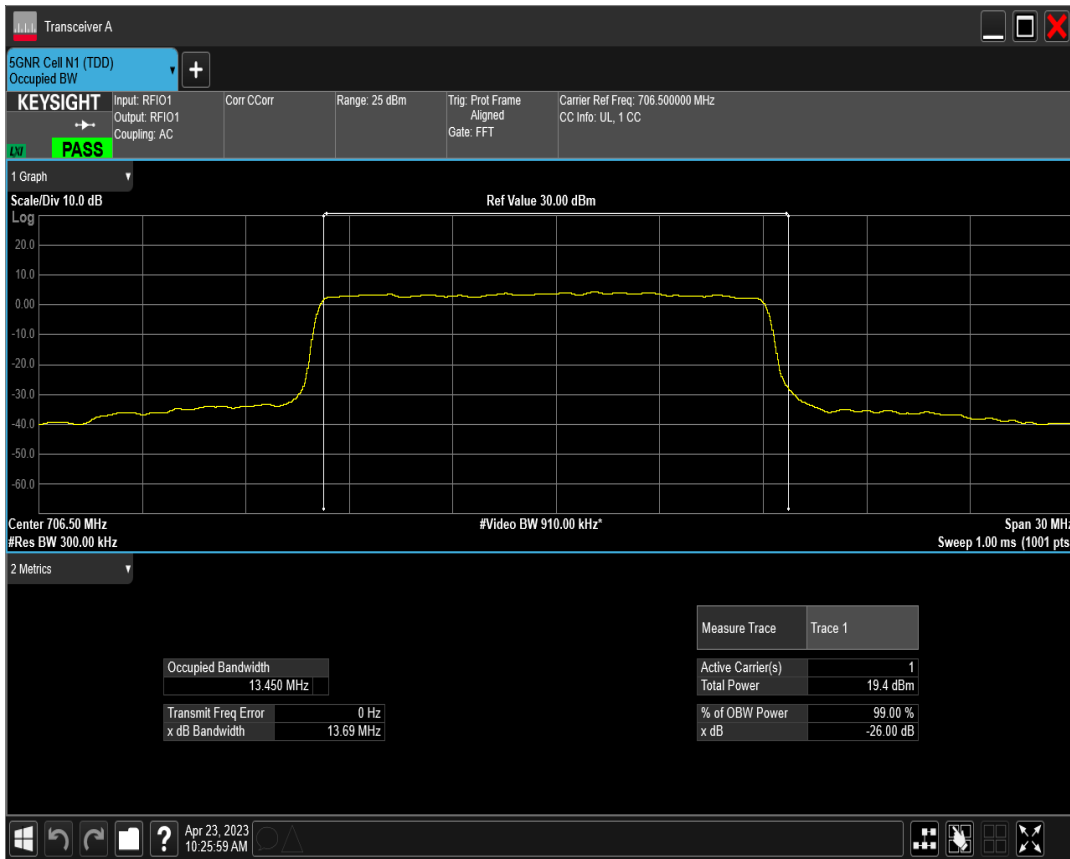 Transceiver A
5GNR Cell N1 (TDD)
Occupied BW
+
KEYSIGHT
LXI
PASS
Input: RFIO1
Output: RFIO1
Coupling: AC
Corr CCorr
Range: 25 dBm
Trig: Prot Frame
Aligned
Gate: FFT
Carrier Ref Freq: 706.500000 MHz
CC Info: UL, 1 CC
1 Graph
Scale/Div 10.0 dB
Ref Value 30.00 dBm
Log
20.0
10.0
0.00
-10.0
-20.0
-30.0
-40.0
-50.0
-60.0
Center 706.50 MHz
#Video BW 910.00 kHz*
Span 30 MHz
#Res BW 300.00 kHz
Sweep 1.00 ms (1001 pts
2 Metrics
Measure Trace Trace 1
Occupied Bandwidth
13.450 MHz
Active Carrier(s) 1
Total Power 19.4 dBm
Transmit Freq Error 0 Hz
x dB Bandwidth 13.69 MHz
% of OBW Power 99.00 %
x dB -26.00 dB
?
Apr 23, 2023
10:25:59 AM